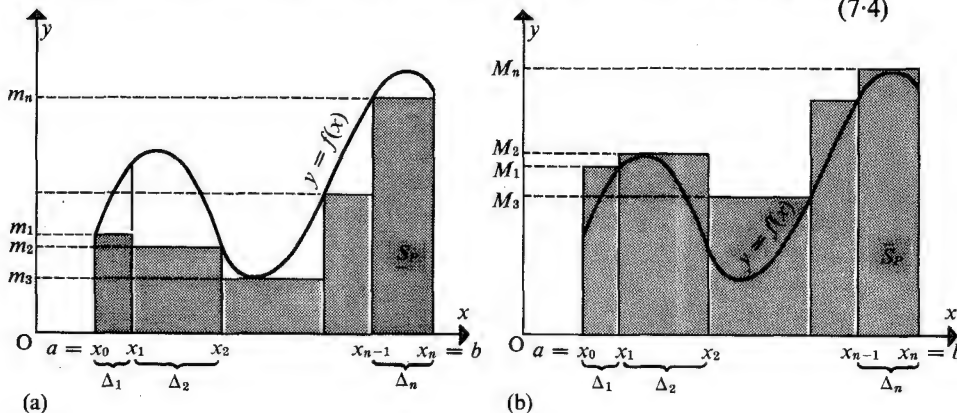 (7·4)
y
m_n
y = f(x)
m_1
m_2
m_3
S_P
x
O
a = x_0 x_1 x_2 x_{n-1} x_n = b
Δ_1 Δ_2 Δ_n
(a)
y
M_n
M_2
M_1
M_3
y = f(x)
S̄_P
x
O
a = x_0 x_1 x_2 x_{n-1} x_n = b
Δ_1 Δ_2 Δ_n
(b)